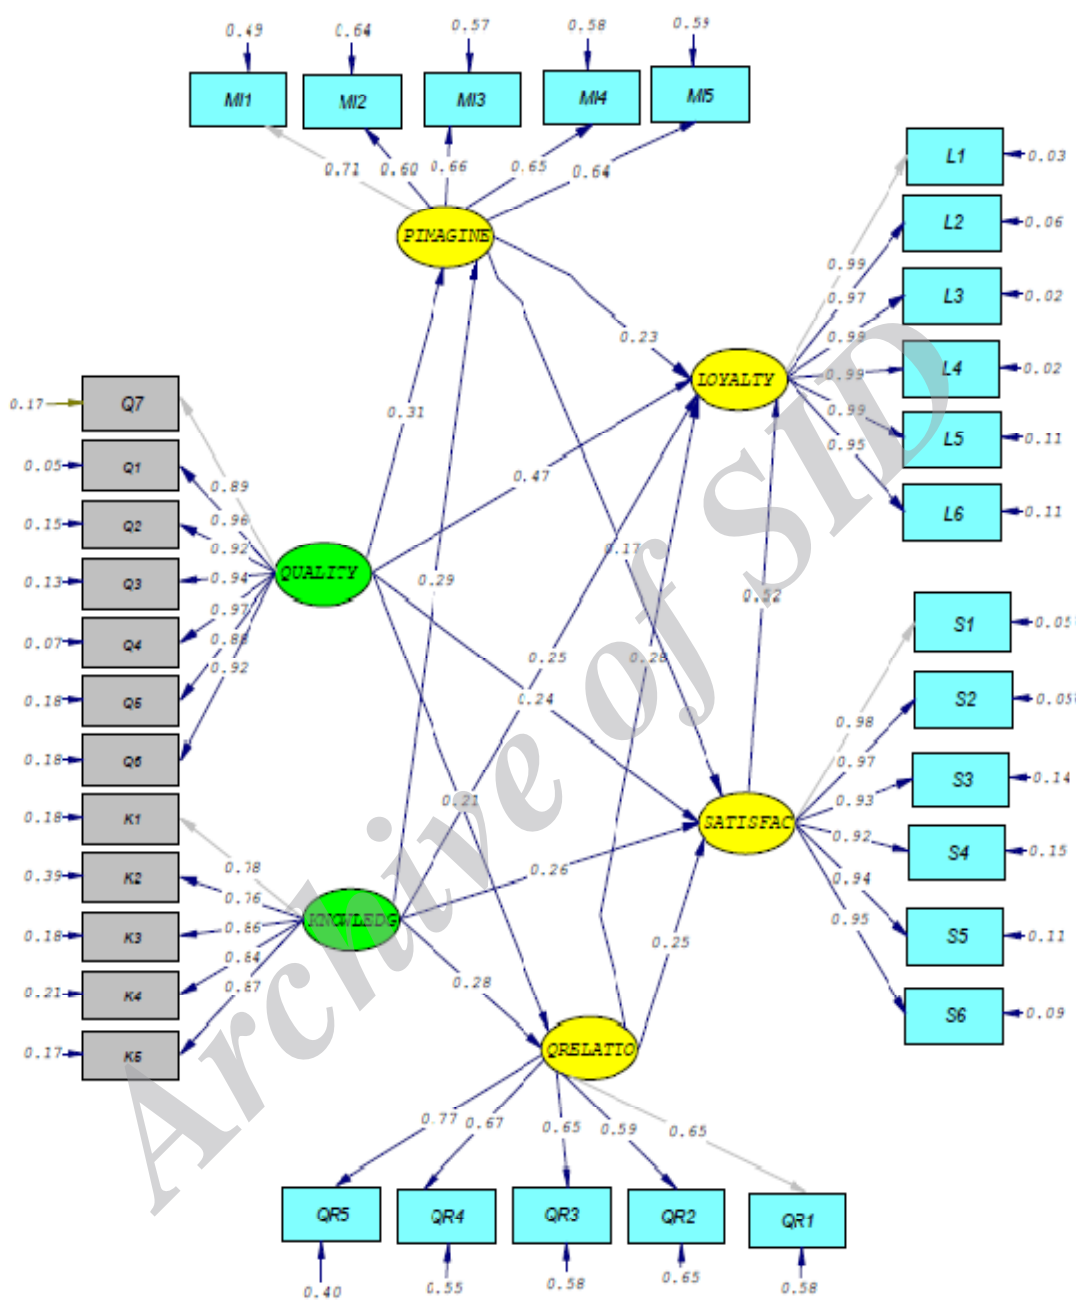 0.49 0.64 0.57 0.58 0.59
MI1 MI2 MI3 MI4 MI5
0.71 0.60 0.66 0.65 0.64
PIMAGINE
L1 0.03
L2 0.06
L3 0.02
L4 0.02
L5 0.11
L6 0.11
0.99
0.97
0.99
0.99
0.99
0.95
LOYALTY
0.23
0.31
0.47
0.17
0.29
0.52
0.25
0.28
0.24
0.17 Q7
0.05 Q1
0.15 Q2
0.13 Q3
0.07 Q4
0.18 Q5
0.18 Q6
0.89
0.96
0.92
0.94
0.97
0.88
0.92
QUALITY
0.18 K1
0.39 K2
0.18 K3
0.21 K4
0.17 K5
0.78
0.76
0.86
0.84
0.87
KNOWLEDG
0.21
0.26
0.28
0.25
S1 0.05
S2 0.05
S3 0.14
S4 0.15
S5 0.11
S6 0.09
0.98
0.97
0.93
0.92
0.94
0.95
SATISFAC
QRELATIO
0.77 0.67 0.65 0.59 0.65
QR5 QR4 QR3 QR2 QR1
0.40 0.55 0.58 0.65 0.58
Archive of SID